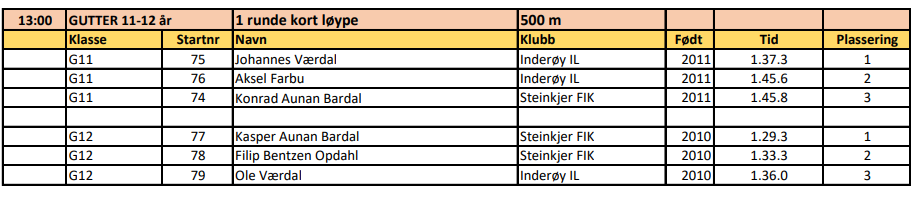 13:00 GUTTER 11-12 år 1 runde kort løype 500 m
Klasse Startnr Navn Klubb Født Tid Plassering
G11 75 Johannes Værdal Inderøy IL 2011 1.37.3 1
G11 76 Aksel Farbu Inderøy IL 2011 1.45.6 2
G11 74 Konrad Aunan Bardal Steinkjer FIK 2011 1.45.8 3
G12 77 Kasper Aunan Bardal Steinkjer FIK 2010 1.29.3 1
G12 78 Filip Bentzen Opdahl Steinkjer FIK 2010 1.33.3 2
G12 79 Ole Værdal Inderøy IL 2010 1.36.0 3